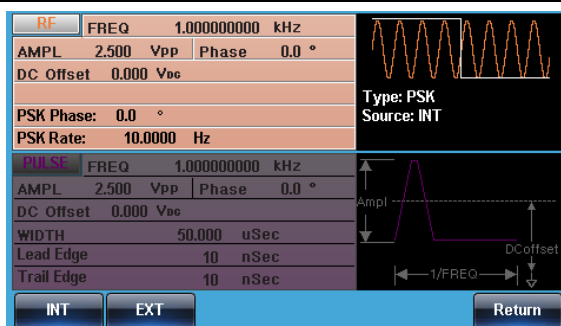 RF FREQ 1.000000000 kHz
AMPL 2.500 Vpp Phase 0.0 °
DC Offset 0.000 VDC
PSK Phase: 0.0 °
PSK Rate: 10.0000 Hz
Type: PSK
Source: INT
PULSE FREQ 1.000000000 kHz
AMPL 2.500 Vpp Phase 0.0 °
DC Offset 0.000 VDC
WIDTH 50.000 uSec
Lead Edge 10 nSec
Trail Edge 10 nSec
Ampl
DCoffset
1/FREQ
INT EXT Return